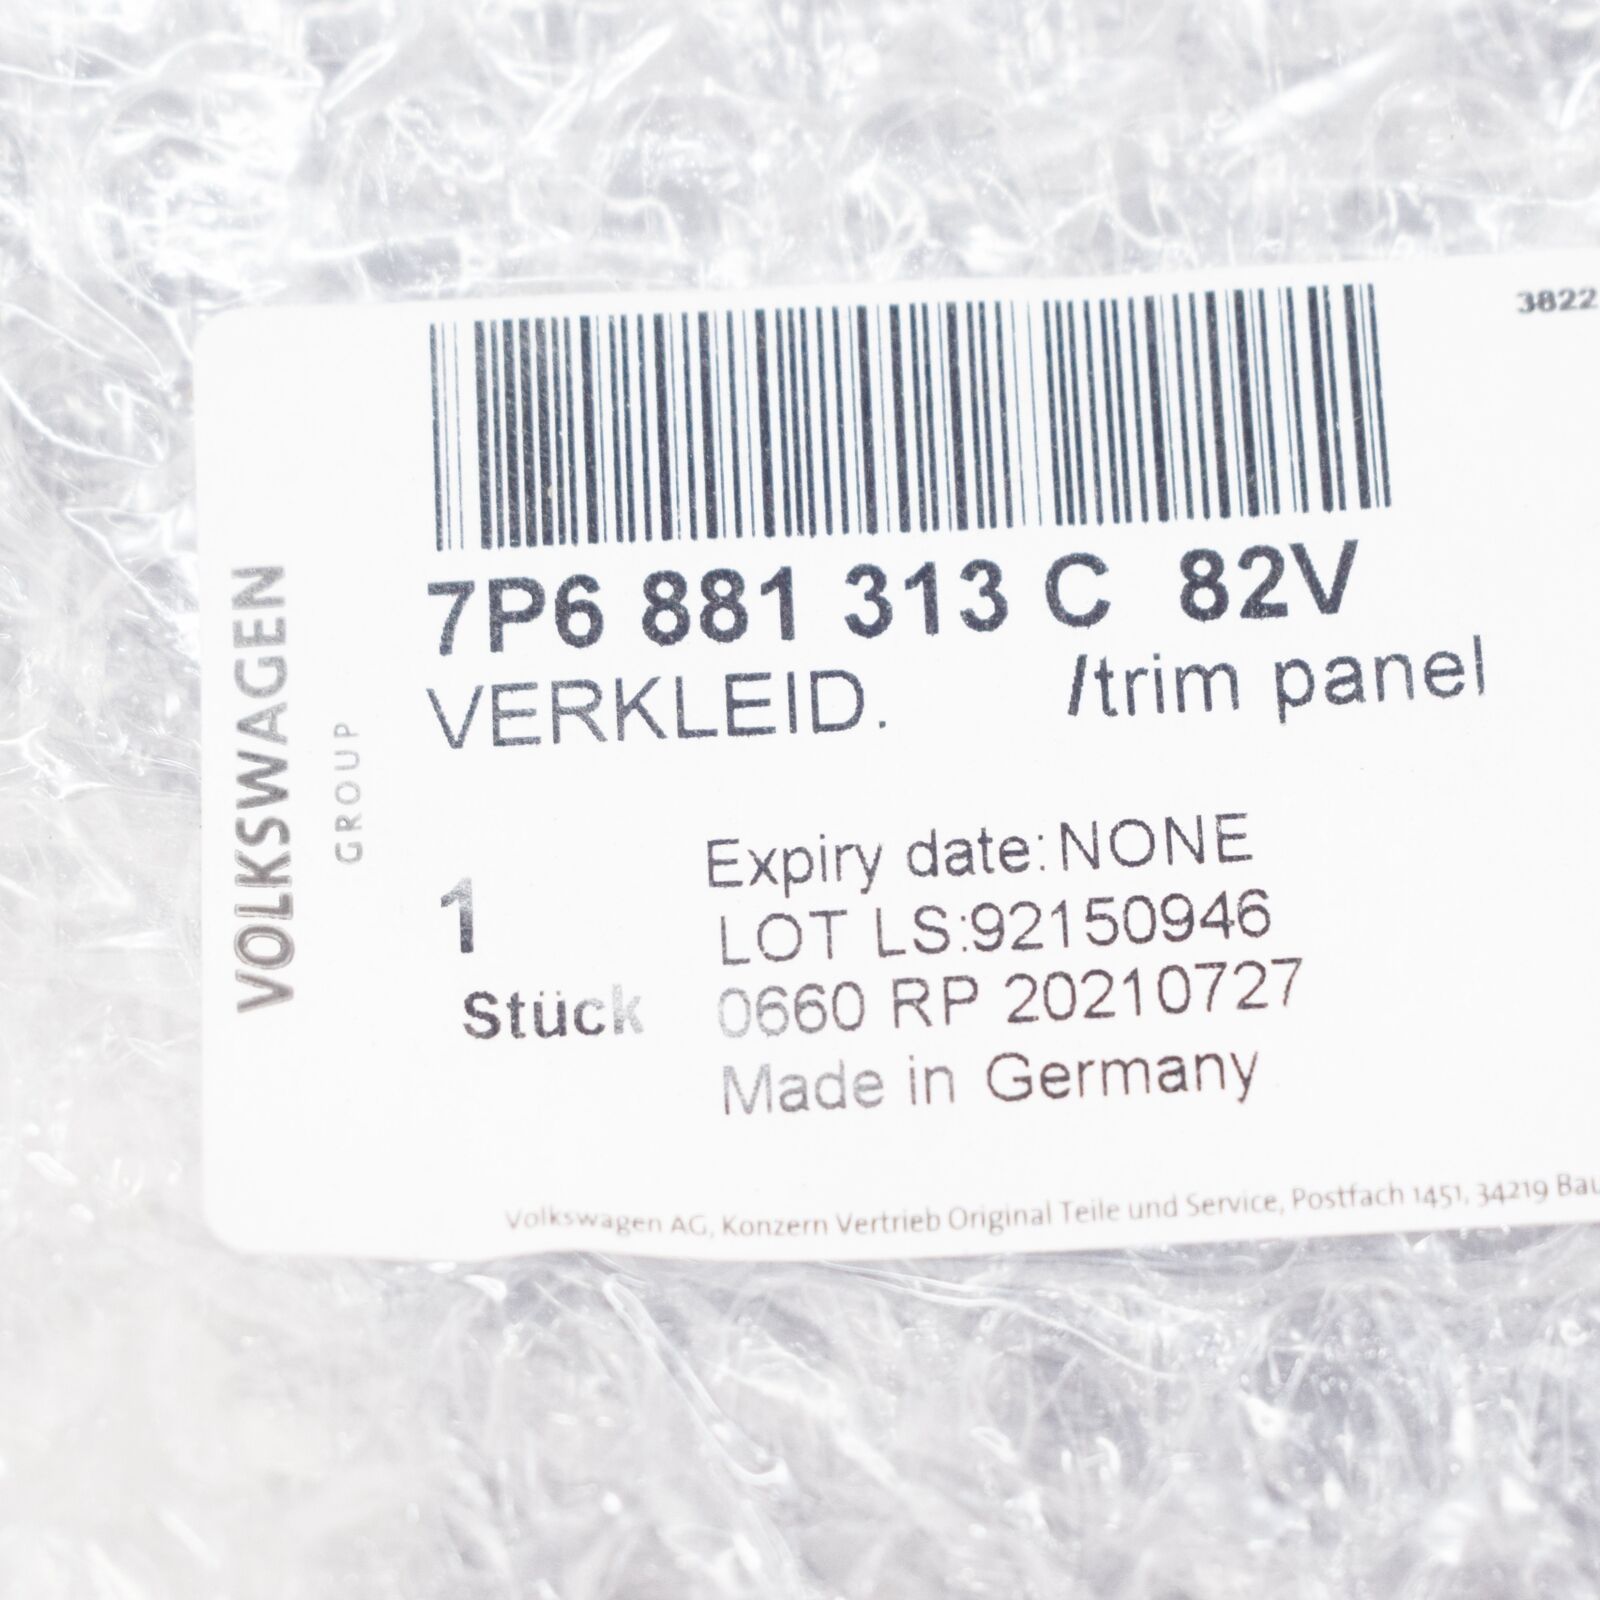 3822
7P6 881 313 C 82V
VERKLEID. /trim panel
VOLKSWAGEN
GROUP
Expiry date:NONE
1
LOT LS:92150946
Stück
0660 RP 20210727
Made in Germany
Volkswagen AG, Konzern Vertrieb Original Teile und Service, Postfach 1451, 34219 Bau